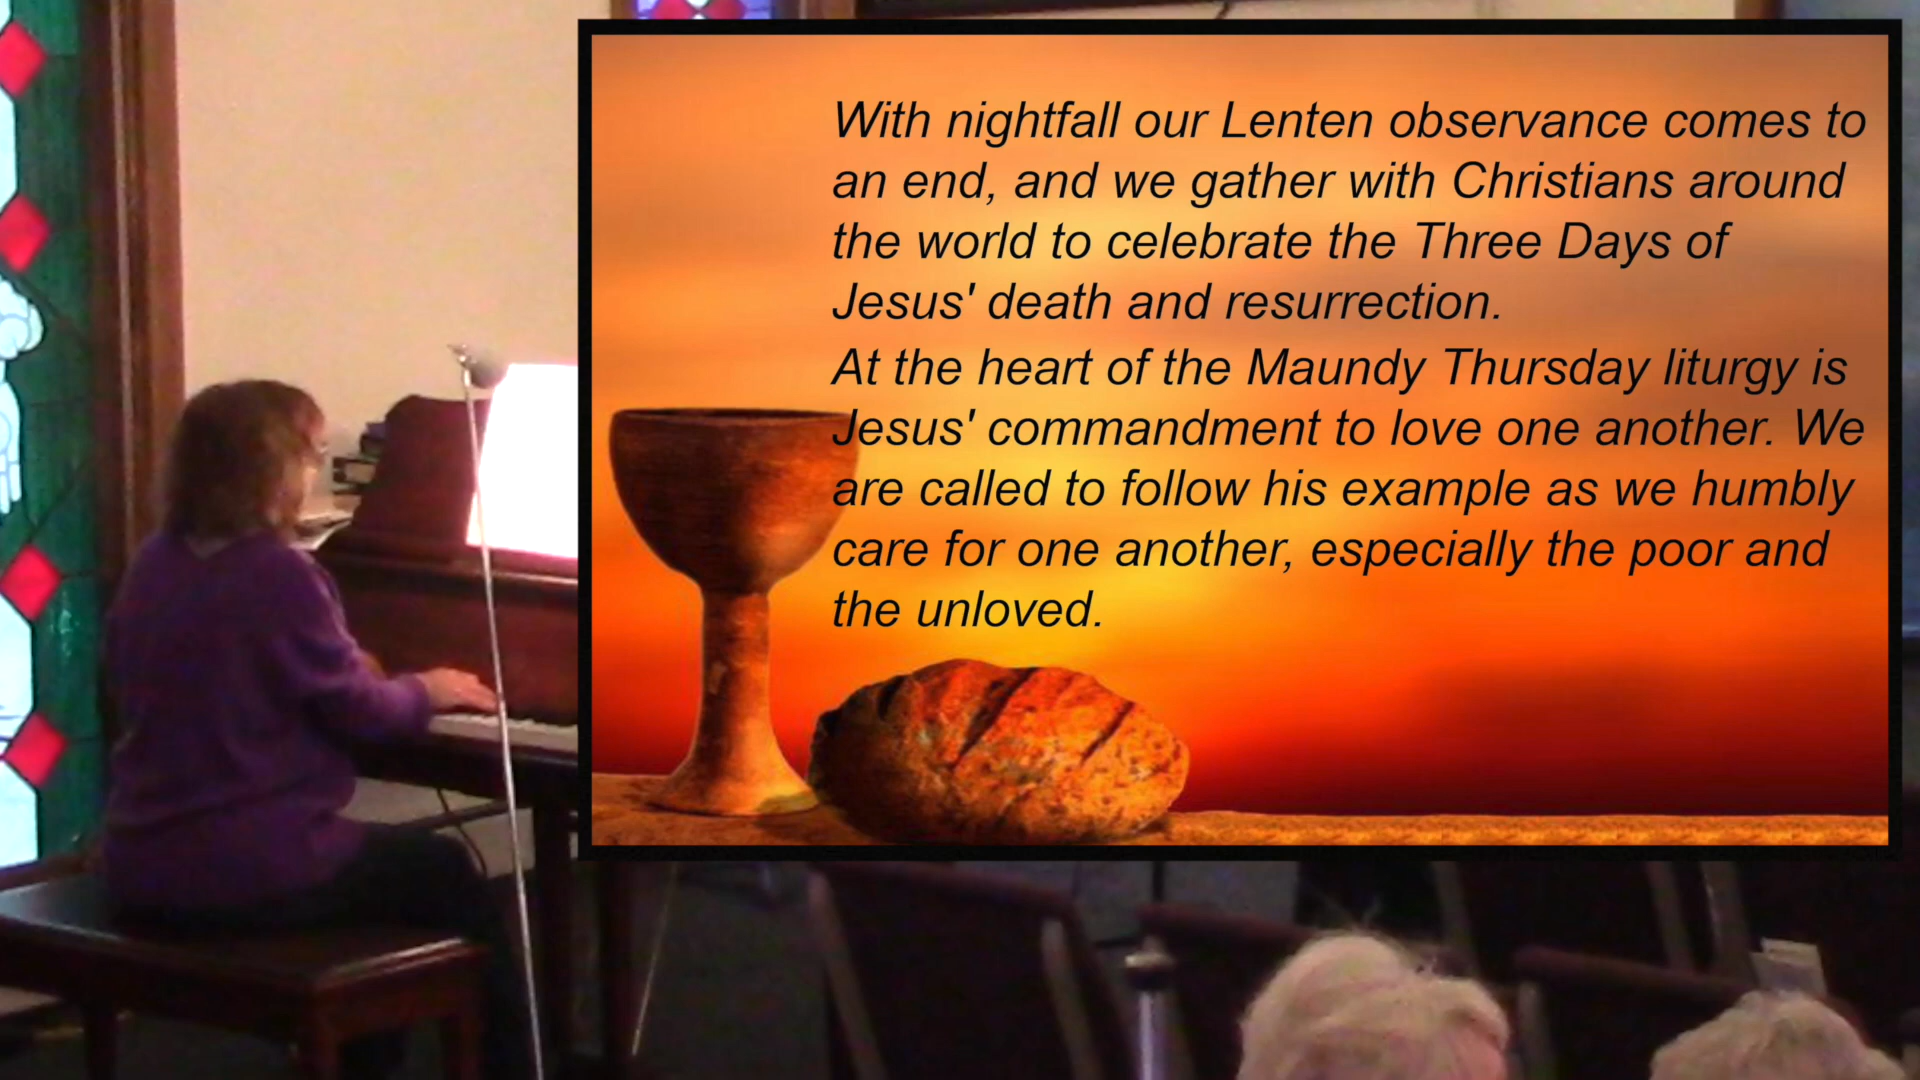 With nightfall our Lenten observance comes to
an end, and we gather with Christians around
the world to celebrate the Three Days of
Jesus' death and resurrection.
At the heart of the Maundy Thursday liturgy is
Jesus' commandment to love one another. We
are called to follow his example as we humbly
care for one another, especially the poor and
the unloved.